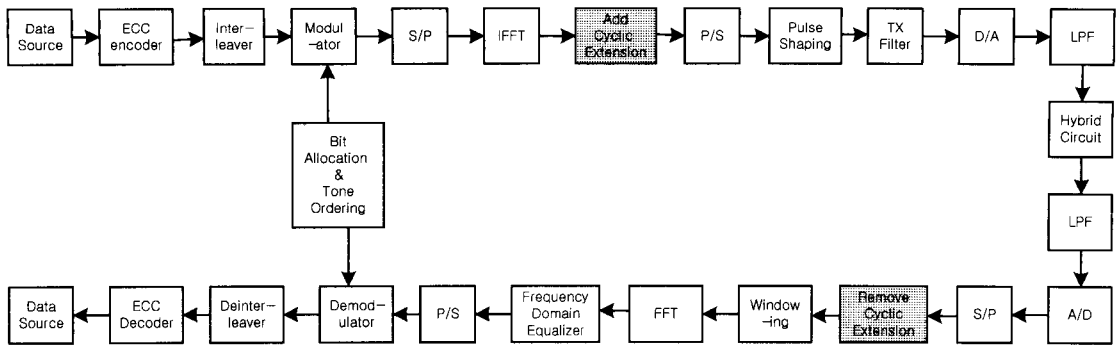 Data
Source
ECC
encoder
Inter-
leaver
Modul
-ator
S/P
IFFT
Add
Cyclic
Extension
P/S
Pulse
Shaping
TX
Filter
D/A
LPF
Hybrid
Circuit
LPF
Bit
Allocation
&
Tone
Ordering
Data
Source
ECC
Decoder
Deinter-
leaver
Demod-
ulator
P/S
Frequency
Domain
Equalizer
FFT
Window
-ing
Remove
Cyclic
Extension
S/P
A/D